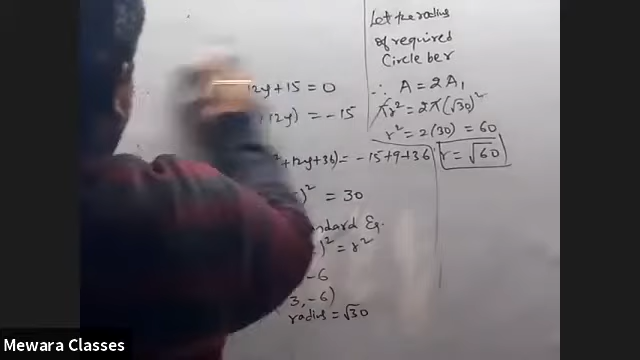 12y + 15 = 0
12y) = -15
+ 12y + 36) = -15 + 9 + 36
)² = 30
Eq.
)² = r²
-6
3, -6)
radius = √30
Let the radius
of required
Circle be r
∴ A = 2A₁
πr² = 2π(√30)²
r² = 2(30) = 60
r = √60
Mewara Classes